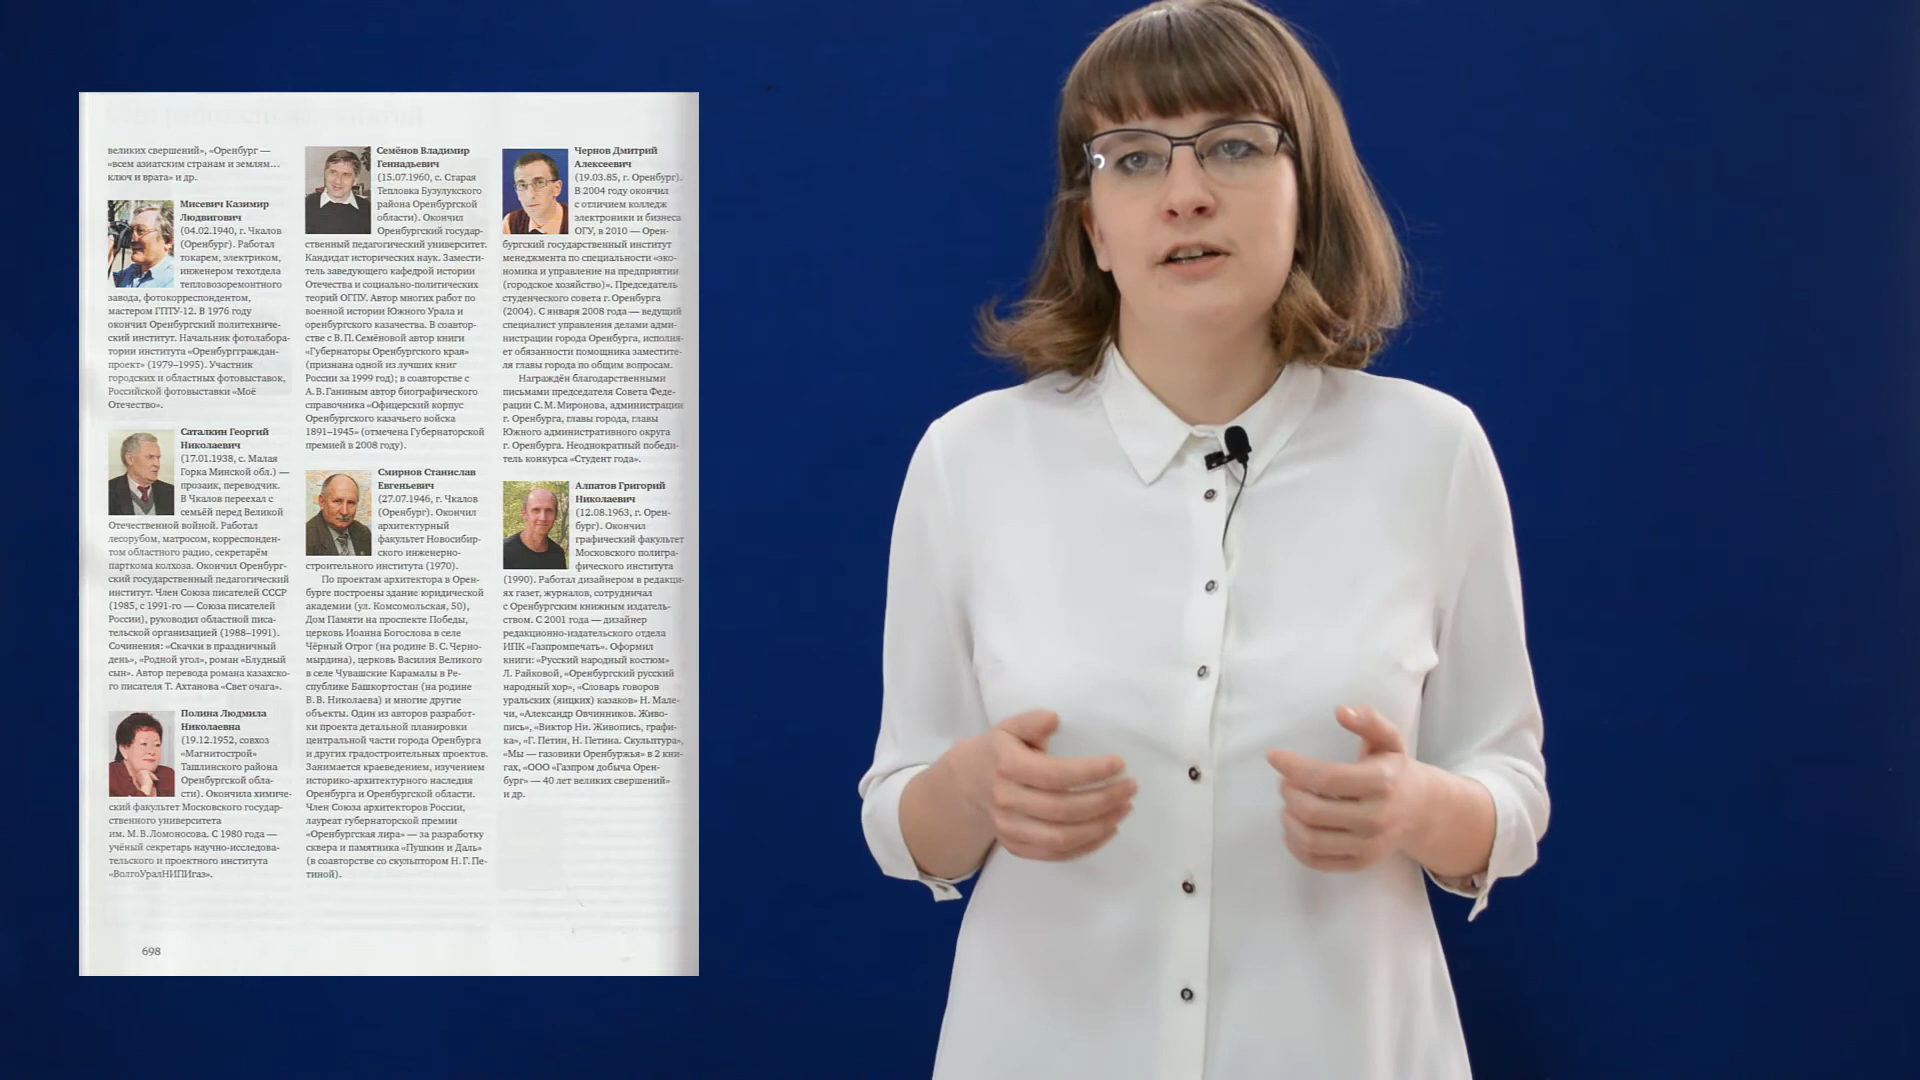 великих свершений», «Оренбург —
«всем азиатским странам и землям…
ключ и врата» и др.
Мисевич Казимир
Людвигович
(04.02.1940, г. Чкалов
(Оренбург). Работал
токарем, электриком,
инженером техотдела
тепловозоремонтного
завода, фотокорреспондентом,
мастером ГПТУ-12. В 1976 году
окончил Оренбургский политехниче-
ский институт. Начальник фотолабора-
тории института «Оренбурггражда­н-
проект» (1979–1995). Участник
городских и областных фотовыставок,
Российской фотовыставки «Моё
Отечество».
Саталкин Георгий
Николаевич
(17.01.1938, с. Малая
Горка Минской обл.) —
прозаик, переводчик.
В Чкалов переехал с
семьёй перед Великой
Отечественной войной. Работал
лесорубом, матросом, корреспонден-
том областного радио, секретарём
парткома колхоза. Окончил Оренбург-
ский государственный педагогический
институт. Член Союза писателей СССР
(1985, с 1991-го — Союза писателей
России), руководил областной писа-
тельской организацией (1988–1991).
Сочинения: «Скачки в праздничный
день», «Родной угол», роман «Блудный
сын». Автор перевода романа казахско-
го писателя Т. Ахтанова «Свет очага».
Полина Людмила
Николаевна
(19.12.1952, совхоз
«Магнитострой»
Ташлинского района
Оренбургской обла-
сти). Окончила химиче-
ский факультет Московского государ-
ственного университета
им. М. В. Ломоносова. С 1980 года —
учёный секретарь научно-исследова-
тельского и проектного института
«ВолгоУралНИПИгаз».
Семёнов Владимир
Геннадьевич
(15.07.1960, с. Старая
Тепловка Бузулукского
района Оренбургской
области). Окончил
Оренбургский государ-
ственный педагогический университет.
Кандидат исторических наук. Замести-
тель заведующего кафедрой истории
Отечества и социально-политических
теорий ОГПУ. Автор многих работ по
военной истории Южного Урала и
оренбургского казачества. В соавтор-
стве с В. П. Семёновой автор книги
«Губернаторы Оренбургского края»
(признана одной из лучших книг
России за 1999 год); в соавторстве с
А. В. Ганиным автор биографического
справочника «Офицерский корпус
Оренбургского казачьего войска
1891–1945» (отмечена Губернаторской
премией в 2008 году).
Смирнов Станислав
Евгеньевич
(27.07.1946, г. Чкалов
(Оренбург). Окончил
архитектурный
факультет Новосибир-
ского инженерно-
строительного института (1970).
По проектам архитектора в Орен-
бурге построены здание юридической
академии (ул. Комсомольская, 50),
Дом Памяти на проспекте Победы,
церковь Иоанна Богослова в селе
Чёрный Отрог (на родине В. С. Черно-
мырдина), церковь Василия Великого
в селе Чувашские Карамалы в Ре-
спублике Башкортостан (на родине
В. В. Николаева) и многие другие
объекты. Один из авторов разработ-
ки проекта детальной планировки
центральной части города Оренбурга
и других градостроительных проектов.
Занимается краеведением, изучением
историко-архитектурного наследия
Оренбурга и Оренбургской области.
Член Союза архитекторов России,
лауреат губернаторской премии
«Оренбургская лира» — за разработку
сквера и памятника «Пушкин и Даль»
(в соавторстве со скульптором Н. Г. Пе-
тиной).
Чернов Дмитрий
Алексеевич
(19.03.85, г. Оренбург).
В 2004 году окончил
с отличием колледж
электроники и бизнеса
ОГУ, в 2010 — Орен-
бургский государственный институт
менеджмента по специальности «эко-
номика и управление на предприятии
(городское хозяйство)». Председатель
студенческого совета г. Оренбурга
(2004). С января 2008 года — ведущий
специалист управления делами адми-
нистрации города Оренбурга, исполня-
ет обязанности помощника заместите-
ля главы города по общим вопросам.
Награждён благодарственными
письмами председателя Совета Феде-
рации С. М. Миронова, администрации
г. Оренбурга, главы города, главы
Южного административного округа
г. Оренбурга. Неоднократный победи-
тель конкурса «Студент года».
Алпатов Григорий
Николаевич
(12.08.1963, г. Орен-
бург). Окончил
графический факультет
Московского полигра-
фического института
(1990). Работал дизайнером в редакци-
ях газет, журналов, сотрудничал
с Оренбургским книжным издатель-
ством. С 2001 года — дизайнер
редакционно-издательского отдела
ИПК «Газпромпечать». Оформил
книги: «Русский народный костюм»
Л. Райковой, «Оренбургский русский
народный хор», «Словарь говоров
уральских (яицких) казаков» Н. Мале-
чи, «Александр Овчинников. Живо-
пись», «Виктор Ни. Живопись, графи-
ка», «Г. Петин, Н. Петина. Скульптура»,
«Мы — газовики Оренбуржья» в 2 кни-
гах, «ООО «Газпром добыча Орен-
бург» — 40 лет великих свершений»
и др.
698